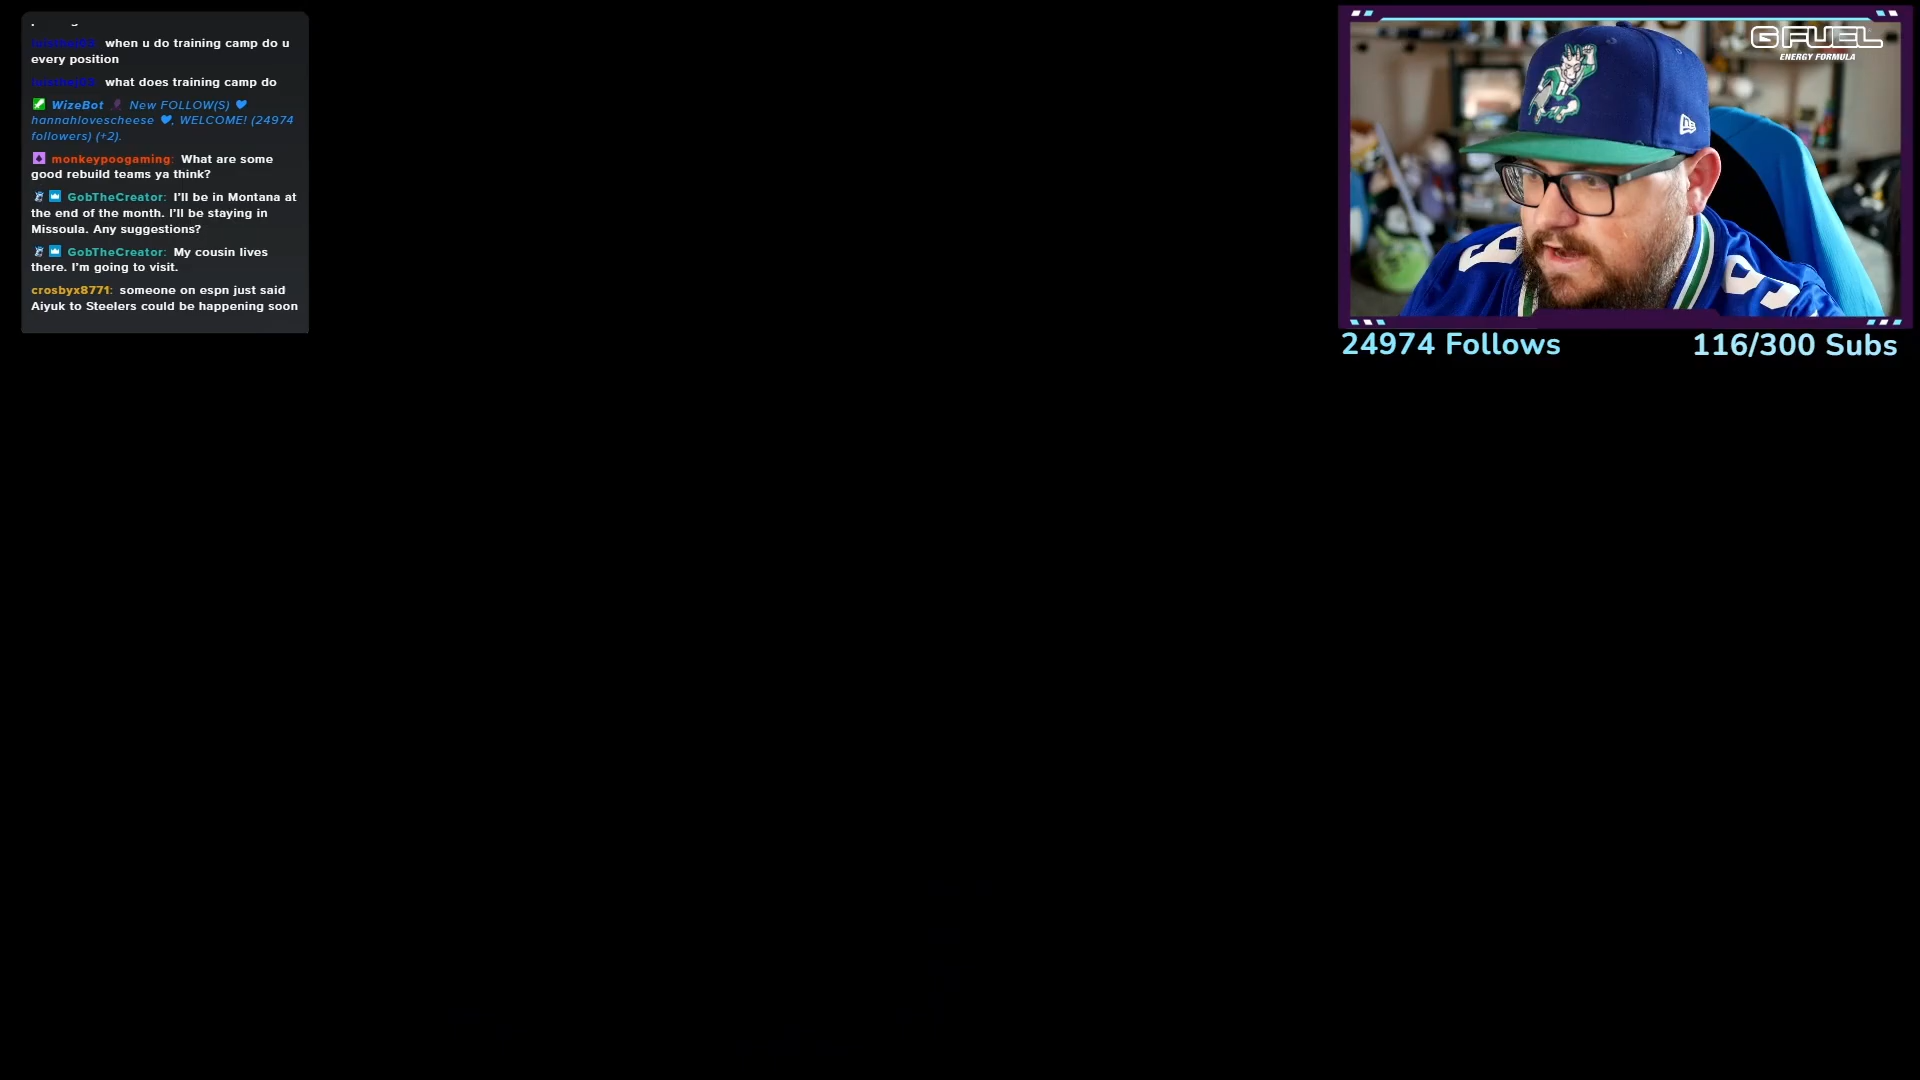 when u do training camp do u
every position
what does training camp do
WizeBot New FOLLOW(S)
hannahlovescheese , WELCOME! (24974
followers) (+2).
monkeypoogaming: What are some
good rebuild teams ya think?
GobTheCreator: I'll be in Montana at
the end of the month. I'll be staying in
Missoula. Any suggestions?
GobTheCreator: My cousin lives
there. I'm going to visit.
crosbyx8771: someone on espn just said
Aiyuk to Steelers could be happening soon
G FUEL
ENERGY FORMULA
H
9
9
24974 Follows
116/300 Subs